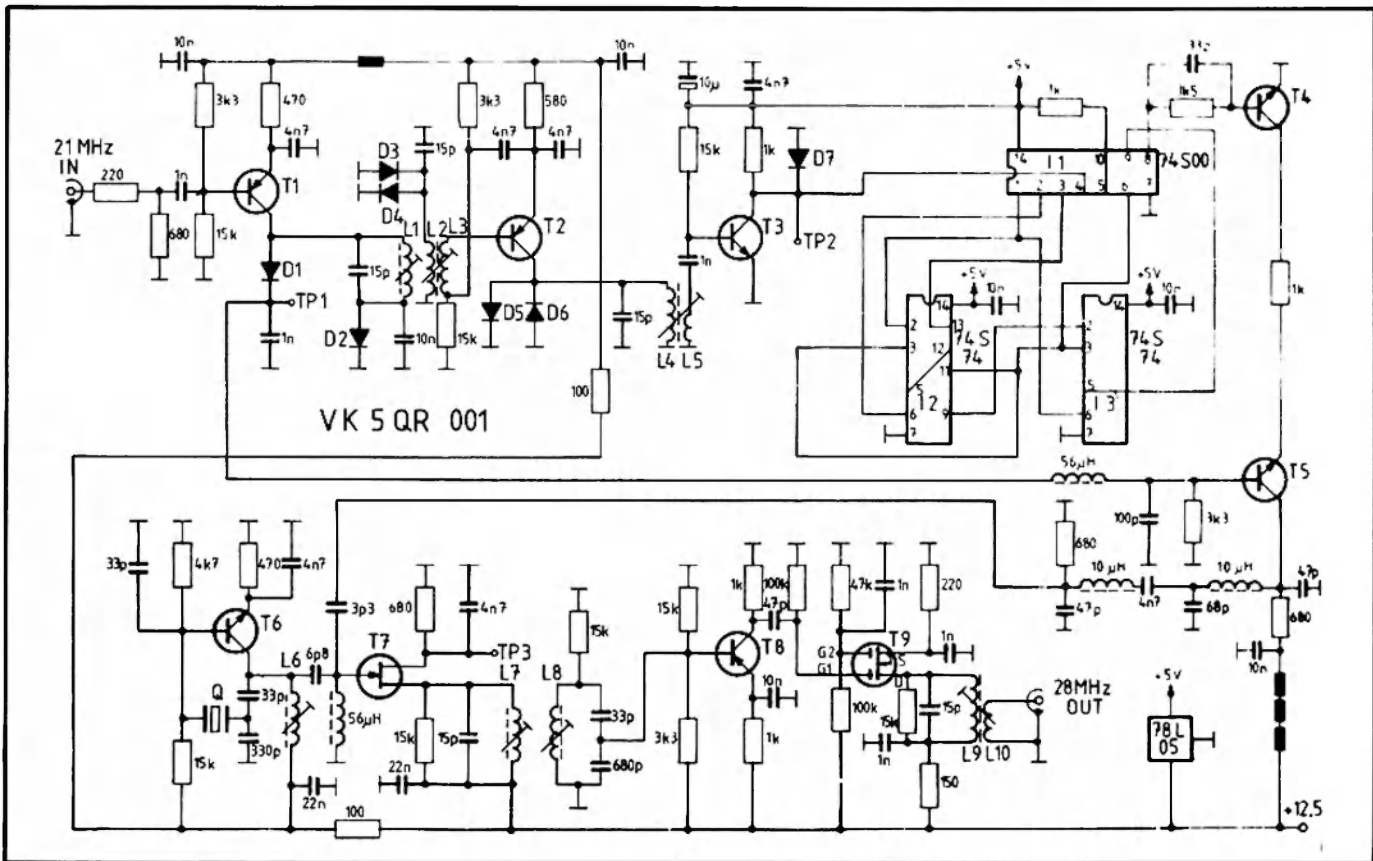 10n
10n
3k3
470
4n7
21MHz
IN
220
1n
T1
680
15k
D1
TP1
1n
15p
D2
D3
D4
15p
L1
L2
L3
10n
15k
3k3
580
4n7
4n7
T2
D5
D6
15p
L4
L5
100
10µ
4n7
15k
1k
D7
1n
T3
TP2
+5V
1k
1k5
T4
14
I1
10
9
8
74S00
1
2
3
4
5
6
7
+5V
10n
14
2
3
13
12
74S
74
S
11
I2
6
9
7
+5V
10n
14
2
3
74S
74
S
I3
6
7
1k
VK5QR 001
56µH
T5
100p
3k3
680
10µH
10µH
47p
47p
4n7
68p
680
10n
33p
4k7
470
4n7
T6
3p3
L6
6p8
Q
33p
330p
15k
56µH
22n
100
T7
680
4n7
TP3
15k
15p
22n
L7
L8
15k
33p
680p
15k
3k3
1k
100k
47p
T8
10n
1k
47k
1n
220
T9
G2
G1
S
D
1n
100k
15k
15p
1n
L9
L10
150
28MHz
OUT
+5V
78L
05
+12,5